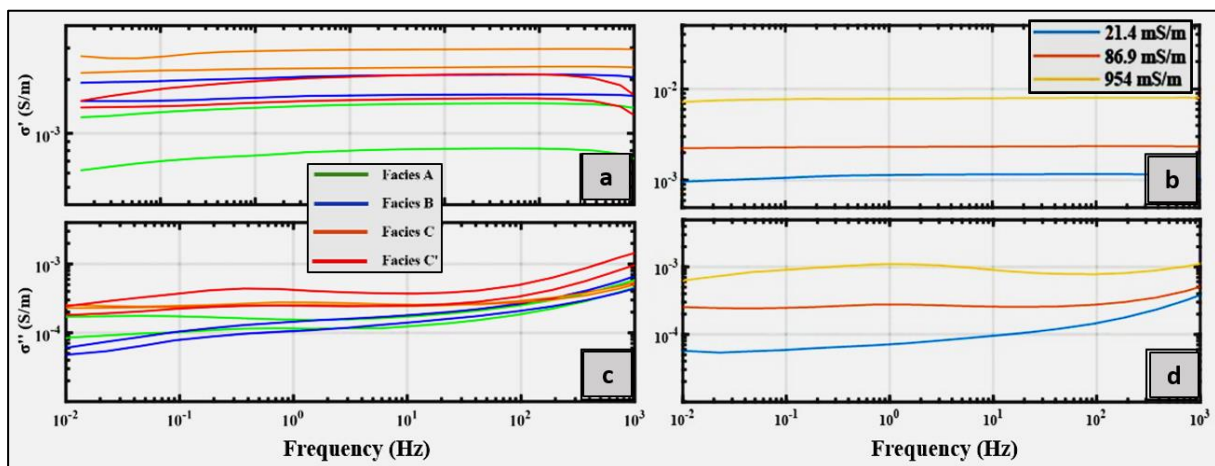 σ' (S/m)
10⁻³
a
21.4 mS/m
86.9 mS/m
954 mS/m
10⁻²
10⁻³
b
Facies A
Facies B
Facies C
Facies C'
σ'' (S/m)
10⁻³
10⁻⁴
c
10⁻² 10⁻¹ 10⁰ 10¹ 10² 10³
Frequency (Hz)
10⁻³
10⁻⁴
d
10⁻² 10⁻¹ 10⁰ 10¹ 10² 10³
Frequency (Hz)